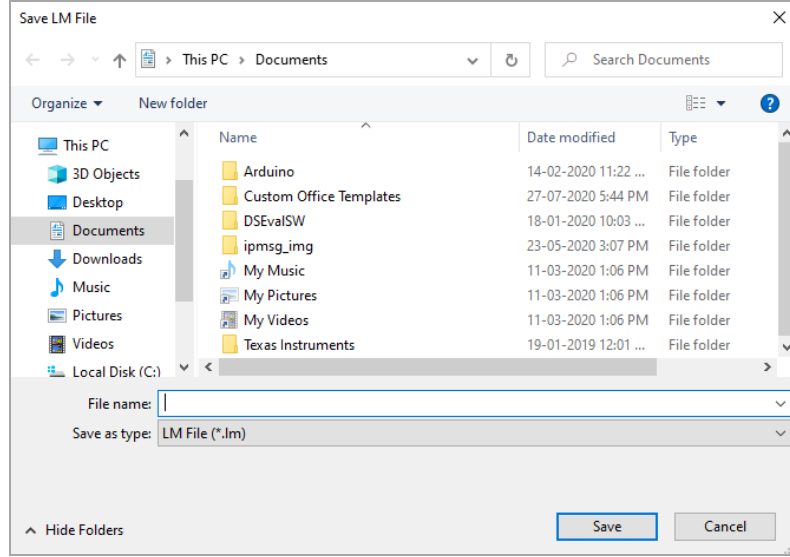 Save LM File
This PC > Documents
Search Documents
Organize
New folder
This PC
3D Objects
Desktop
Documents
Downloads
Music
Pictures
Videos
Local Disk (C:)
Name Date modified Type
Arduino 14-02-2020 11:22 ... File folder
Custom Office Templates 27-07-2020 5:44 PM File folder
DSEvalSW 18-01-2020 10:03 ... File folder
ipmsg_img 23-05-2020 3:07 PM File folder
My Music 11-03-2020 1:06 PM File folder
My Pictures 11-03-2020 1:06 PM File folder
My Videos 11-03-2020 1:06 PM File folder
Texas Instruments 19-01-2019 12:01 ... File folder
File name:
Save as type: LM File (*.lm)
Hide Folders
Save
Cancel